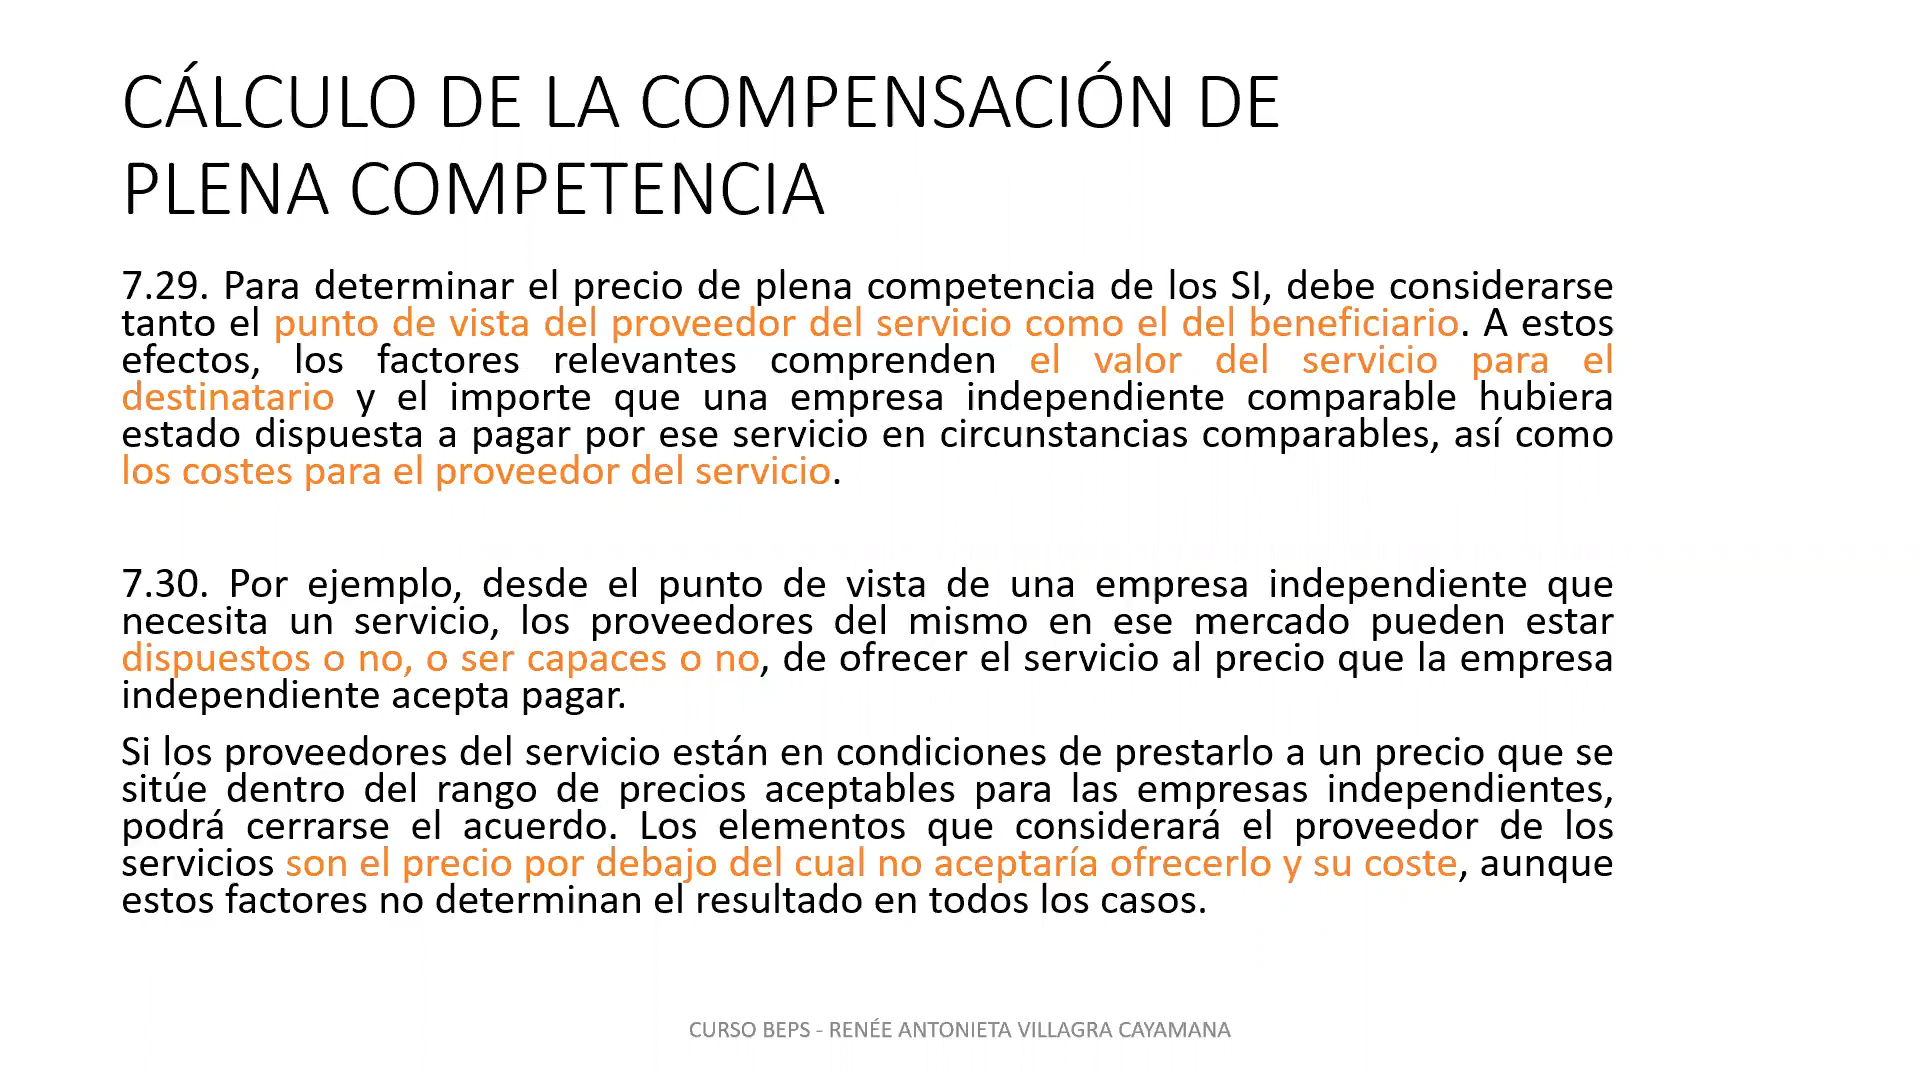 CÁLCULO DE LA COMPENSACIÓN DE
PLENA COMPETENCIA
7.29. Para determinar el precio de plena competencia de los SI, debe considerarse
tanto el punto de vista del proveedor del servicio como el del beneficiario. A estos
efectos, los factores relevantes comprenden el valor del servicio para el
destinatario y el importe que una empresa independiente comparable hubiera
estado dispuesta a pagar por ese servicio en circunstancias comparables, así como
los costes para el proveedor del servicio.
7.30. Por ejemplo, desde el punto de vista de una empresa independiente que
necesita un servicio, los proveedores del mismo en ese mercado pueden estar
dispuestos o no, o ser capaces o no, de ofrecer el servicio al precio que la empresa
independiente acepta pagar.
Si los proveedores del servicio están en condiciones de prestarlo a un precio que se
sitúe dentro del rango de precios aceptables para las empresas independientes,
podrá cerrarse el acuerdo. Los elementos que considerará el proveedor de los
servicios son el precio por debajo del cual no aceptaría ofrecerlo y su coste, aunque
estos factores no determinan el resultado en todos los casos.
CURSO BEPS - RENÉE ANTONIETA VILLAGRA CAYAMANA